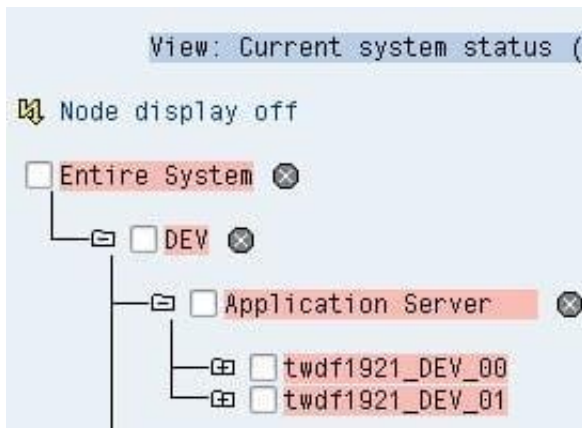 View: Current system status (
Node display off
Entire System
DEV
Application Server
twdf1921_DEV_00
twdf1921_DEV_01